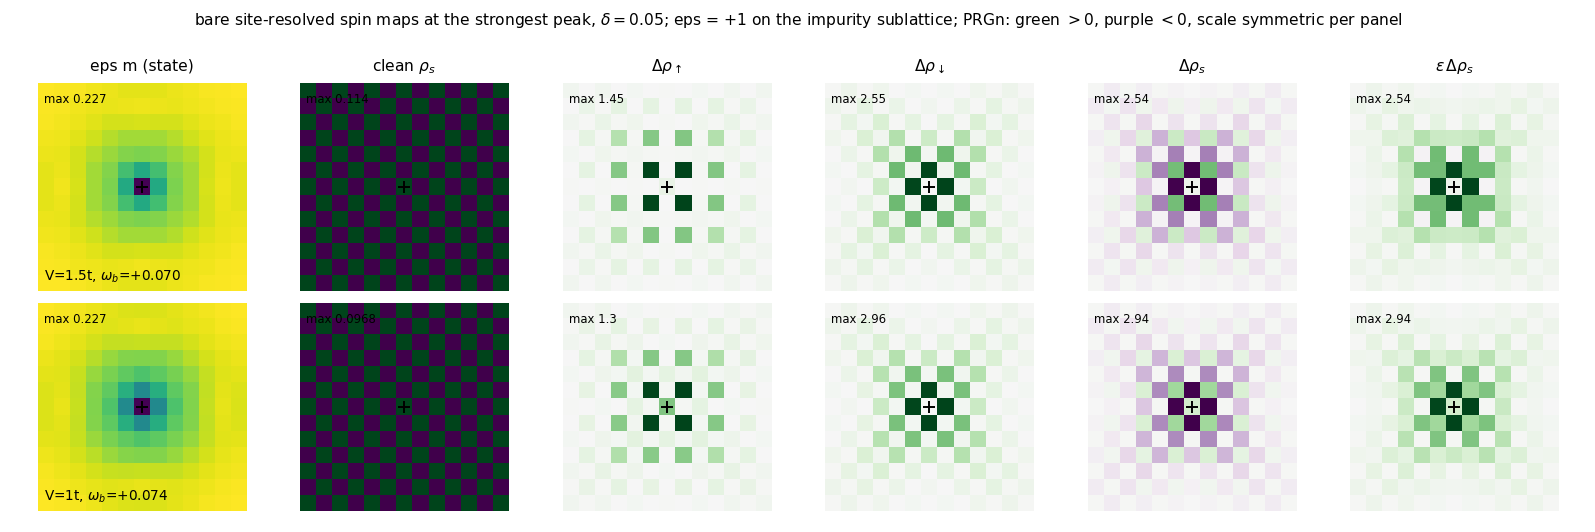 bare site-resolved spin maps at the strongest peak, δ = 0.05; eps = +1 on the impurity sublattice; PRGn: green > 0, purple < 0, scale symmetric per panel
eps m (state)
clean ρₛ
Δρ↑
Δρ↓
Δρₛ
ε Δρₛ
max 0.227
V=1.5t, ω_b=+0.070
max 0.114
max 1.45
max 2.55
max 2.54
max 2.54
max 0.227
V=1t, ω_b=+0.074
max 0.0968
max 1.3
max 2.96
max 2.94
max 2.94